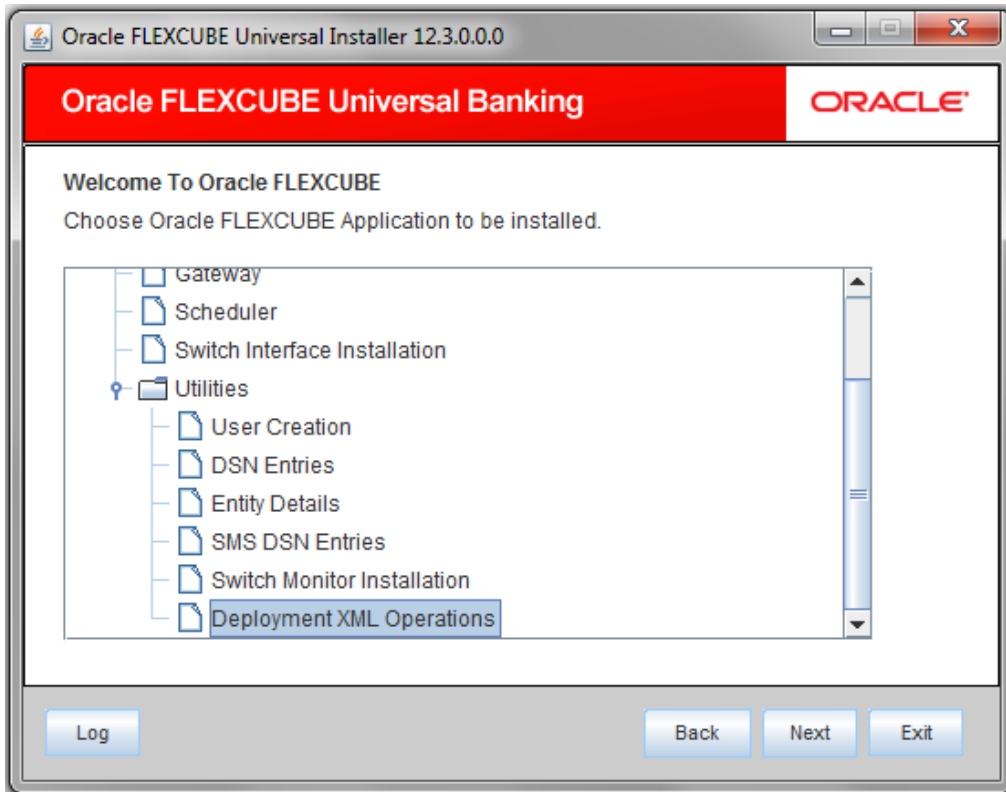 Oracle FLEXCUBE Universal Installer 12.3.0.0.0
Oracle FLEXCUBE Universal Banking
ORACLE
Welcome To Oracle FLEXCUBE
Choose Oracle FLEXCUBE Application to be installed.
Gateway
Scheduler
Switch Interface Installation
Utilities
User Creation
DSN Entries
Entity Details
SMS DSN Entries
Switch Monitor Installation
Deployment XML Operations
Log Back Next Exit